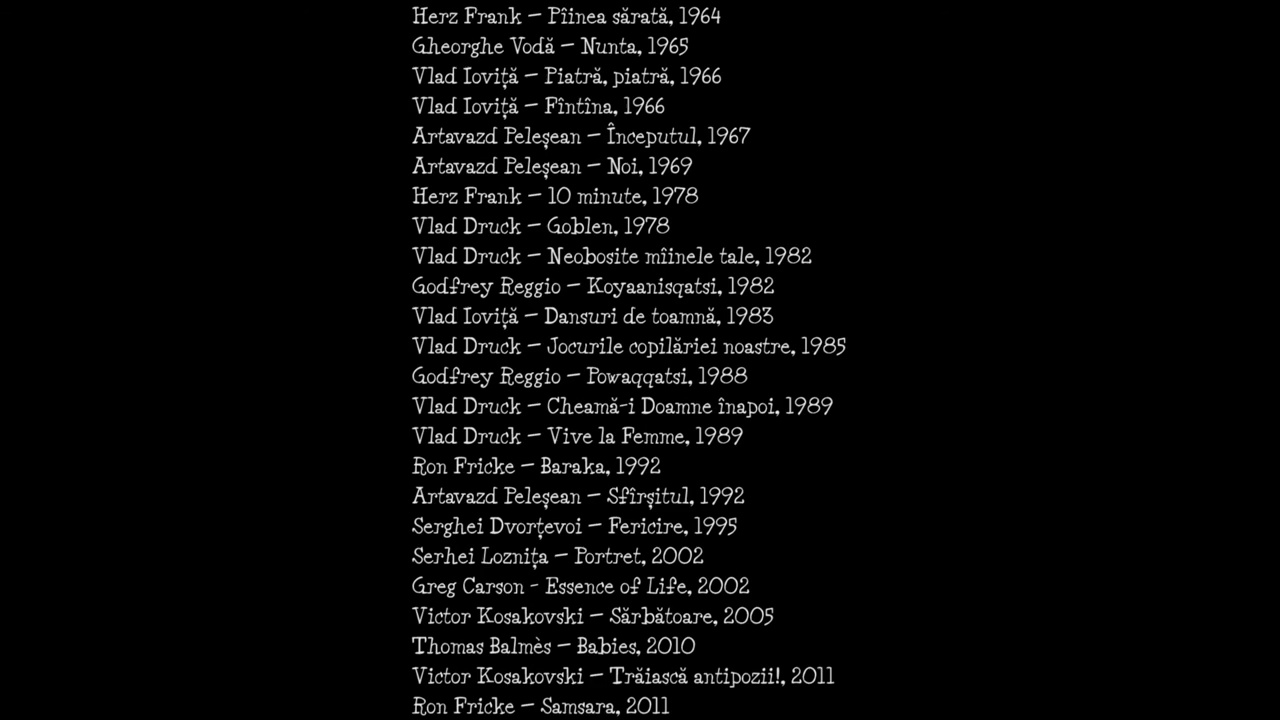 Herz Frank – Pîinea sărată, 1964
Gheorghe Vodă – Nunta, 1965
Vlad Ioviță – Piatră, piatră, 1966
Vlad Ioviță – Fîntîna, 1966
Artavazd Peleșean – Începutul, 1967
Artavazd Peleșean – Noi, 1969
Herz Frank – 10 minute, 1978
Vlad Druck – Goblen, 1978
Vlad Druck – Neobosite mîinele tale, 1982
Godfrey Reggio – Koyaanisqatsi, 1982
Vlad Ioviță – Dansuri de toamnă, 1983
Vlad Druck – Jocurile copilăriei noastre, 1985
Godfrey Reggio – Powaqqatsi, 1988
Vlad Druck – Cheamă-i Doamne înapoi, 1989
Vlad Druck – Vive la Femme, 1989
Ron Fricke – Baraka, 1992
Artavazd Peleșean – Sfîrșitul, 1992
Serghei Dvorțevoi – Fericire, 1995
Serhei Loznița – Portret, 2002
Greg Carson - Essence of Life, 2002
Victor Kosakovski – Sărbătoare, 2005
Thomas Balmès – Babies, 2010
Victor Kosakovski – Trăiască antipozii!, 2011
Ron Fricke – Samsara, 2011